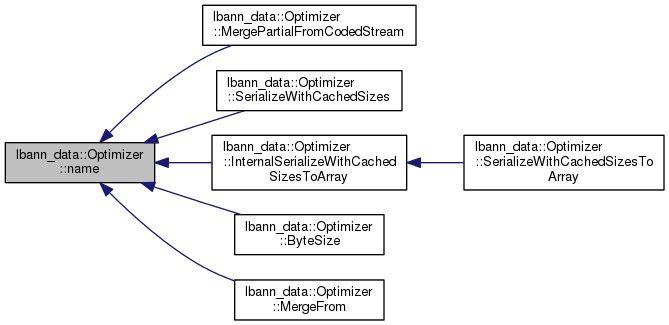 lbann_data::Optimizer
::MergePartialFromCodedStream
lbann_data::Optimizer
::SerializeWithCachedSizes
lbann_data::Optimizer
::name
lbann_data::Optimizer
::InternalSerializeWithCached
SizesToArray
lbann_data::Optimizer
::SerializeWithCachedSizesTo
Array
lbann_data::Optimizer
::ByteSize
lbann_data::Optimizer
::MergeFrom